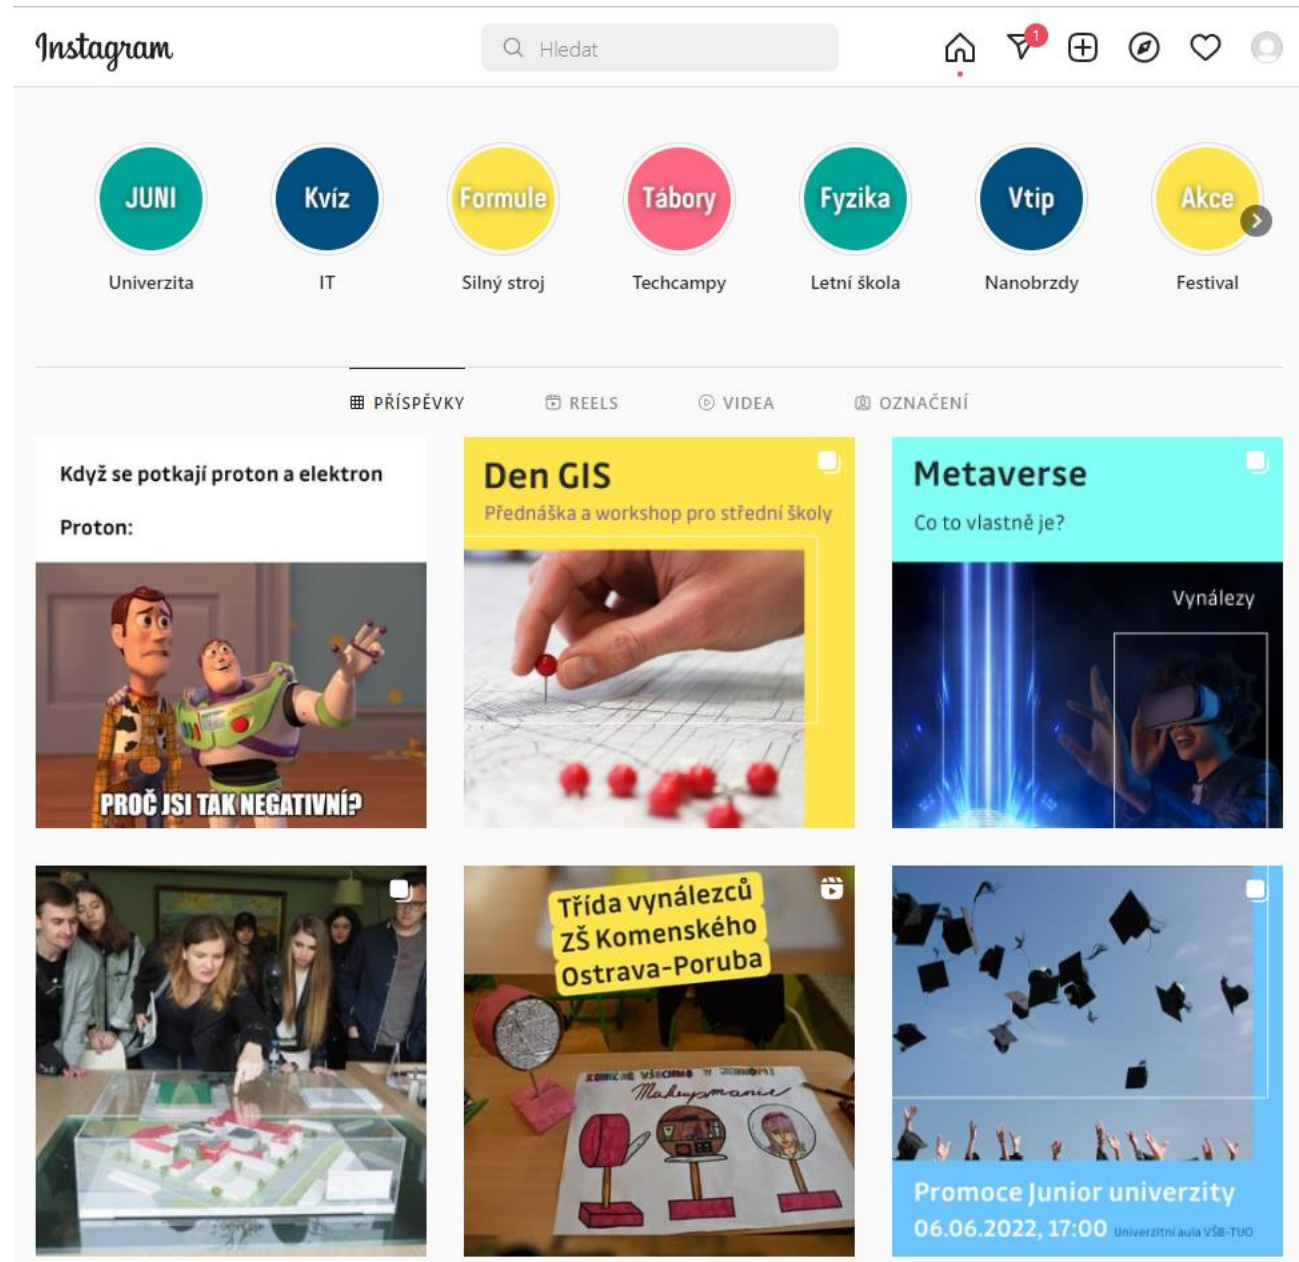 Instagram
Hledat
1
JUNI
Kvíz
Formule
Tábory
Fyzika
Vtip
Akce
Univerzita
IT
Silný stroj
Techcampy
Letní škola
Nanobrzdy
Festival
PŘÍSPĚVKY
REELS
VIDEA
OZNAČENÍ
Když se potkají proton a elektron
Proton:
PROČ JSI TAK NEGATIVNÍ?
Den GIS
Přednáška a workshop pro střední školy
Metaverse
Co to vlastně je?
Vynálezy
Třída vynálezců
ZŠ Komenského
Ostrava-Poruba
Makeupmanie
Promoce Junior univerzity
06.06.2022, 17:00 Univerzitní aula VŠB-TUO